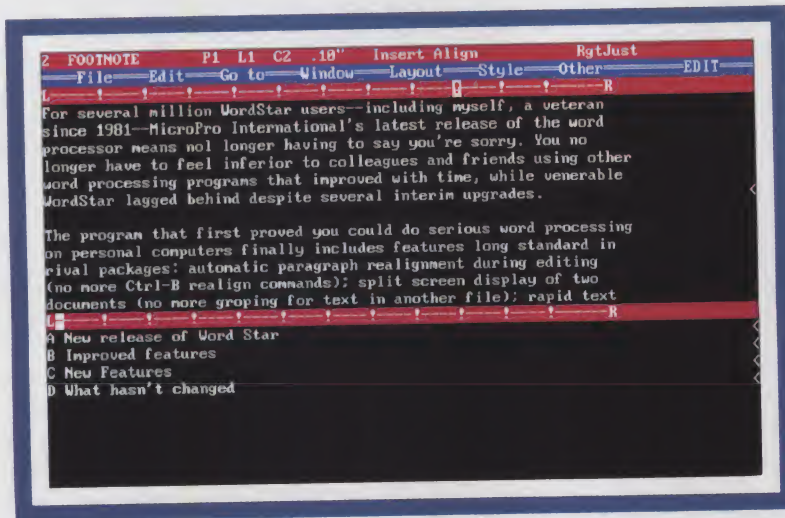 2 FOOTNOTE P1 L1 C2 .10" Insert Align RgtJust
File Edit Go to Window Layout Style Other EDIT
L-----!-----!-----!-----!-----!-----!-----!-----!-----!-----!-----R
For several million WordStar users--including myself, a veteran
since 1981--MicroPro International's latest release of the word
processor means nol longer having to say you're sorry. You no
longer have to feel inferior to colleagues and friends using other
word processing programs that improved with time, while venerable
WordStar lagged behind despite several interim upgrades.
The program that first proved you could do serious word processing
on personal computers finally includes features long standard in
rival packages: automatic paragraph realignment during editing
(no more Ctrl-B realign commands); split screen display of two
documents (no more groping for text in another file); rapid text
L-----!-----!-----!-----!-----!-----!-----!-----!-----!-----!-----R
A New release of Word Star
B Improved features
C New Features
D What hasn't changed